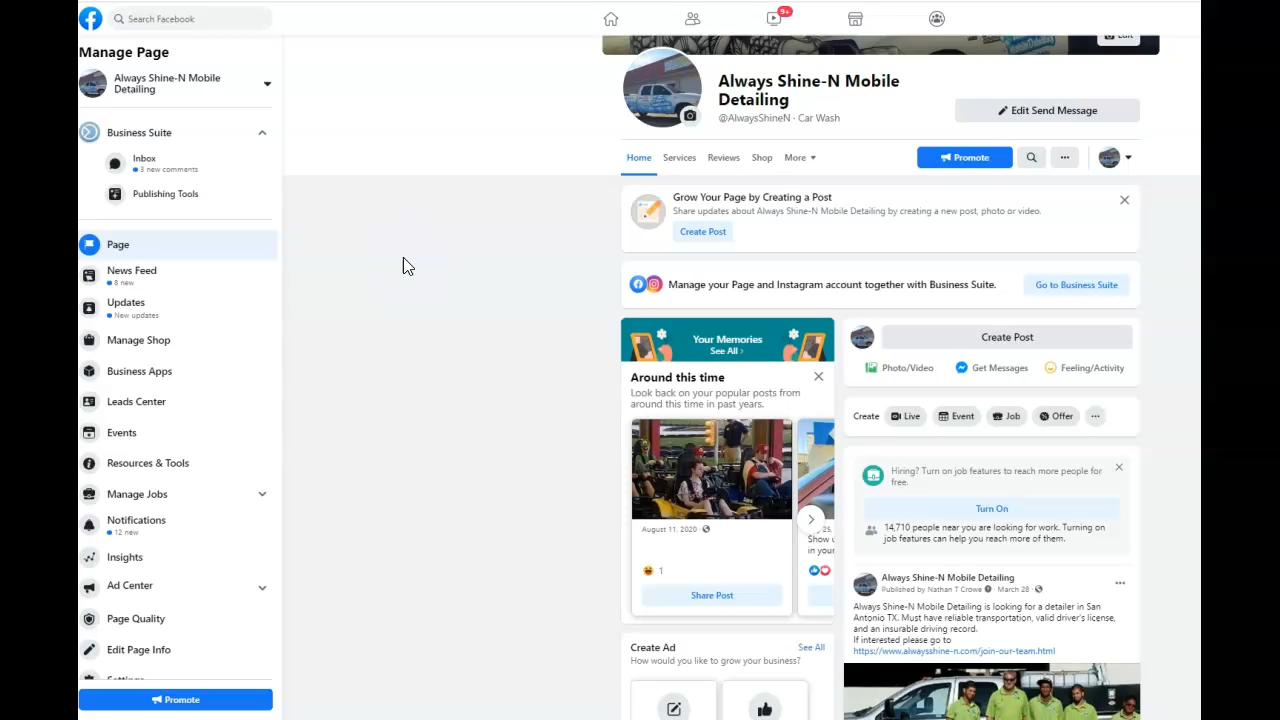 Search Facebook
9+
Manage Page
Always Shine-N Mobile
Detailing
Business Suite
Inbox
3 new comments
Publishing Tools
Page
News Feed
8 new
Updates
New updates
Manage Shop
Business Apps
Leads Center
Events
Resources & Tools
Manage Jobs
Notifications
12 new
Insights
Ad Center
Page Quality
Edit Page Info
Settings
Promote
Edit
Always Shine-N Mobile
Detailing
@AlwaysShineN · Car Wash
Edit Send Message
Home
Services
Reviews
Shop
More
Promote
Grow Your Page by Creating a Post
Share updates about Always Shine-N Mobile Detailing by creating a new post, photo or video.
Create Post
Manage your Page and Instagram account together with Business Suite.
Go to Business Suite
Your Memories
See All ›
Around this time
Look back on your popular posts from
around this time in past years.
August 11, 2020 ·
1
Share Post
25,
Show u
in your
Create Ad
See All
How would you like to grow your business?
Create Post
Photo/Video
Get Messages
Feeling/Activity
Create
Live
Event
Job
Offer
Hiring? Turn on job features to reach more people for
free.
Turn On
14,710 people near you are looking for work. Turning on
job features can help you reach more of them.
Always Shine-N Mobile Detailing
Published by Nathan T Crowe · March 28 ·
Always Shine-N Mobile Detailing is looking for a detailer in San
Antonio TX. Must have reliable transportation, valid driver's license,
and an insurable driving record.
If interested please go to
https://www.alwaysshine-n.com/join-our-team.html